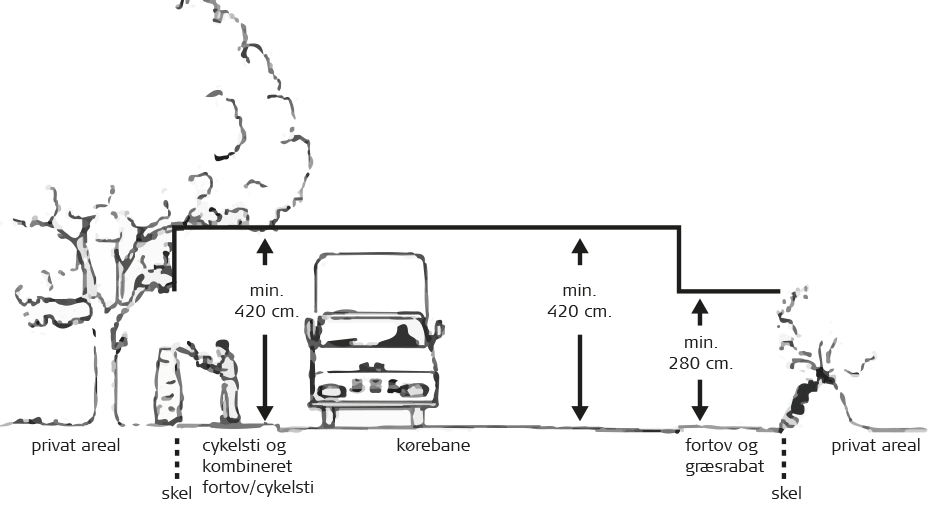 min.
420 cm.
min.
420 cm.
min.
280 cm.
privat areal
skel
cykelsti og
kombineret
fortov/cykelsti
kørebane
fortov og
græsrabat
skel
privat areal